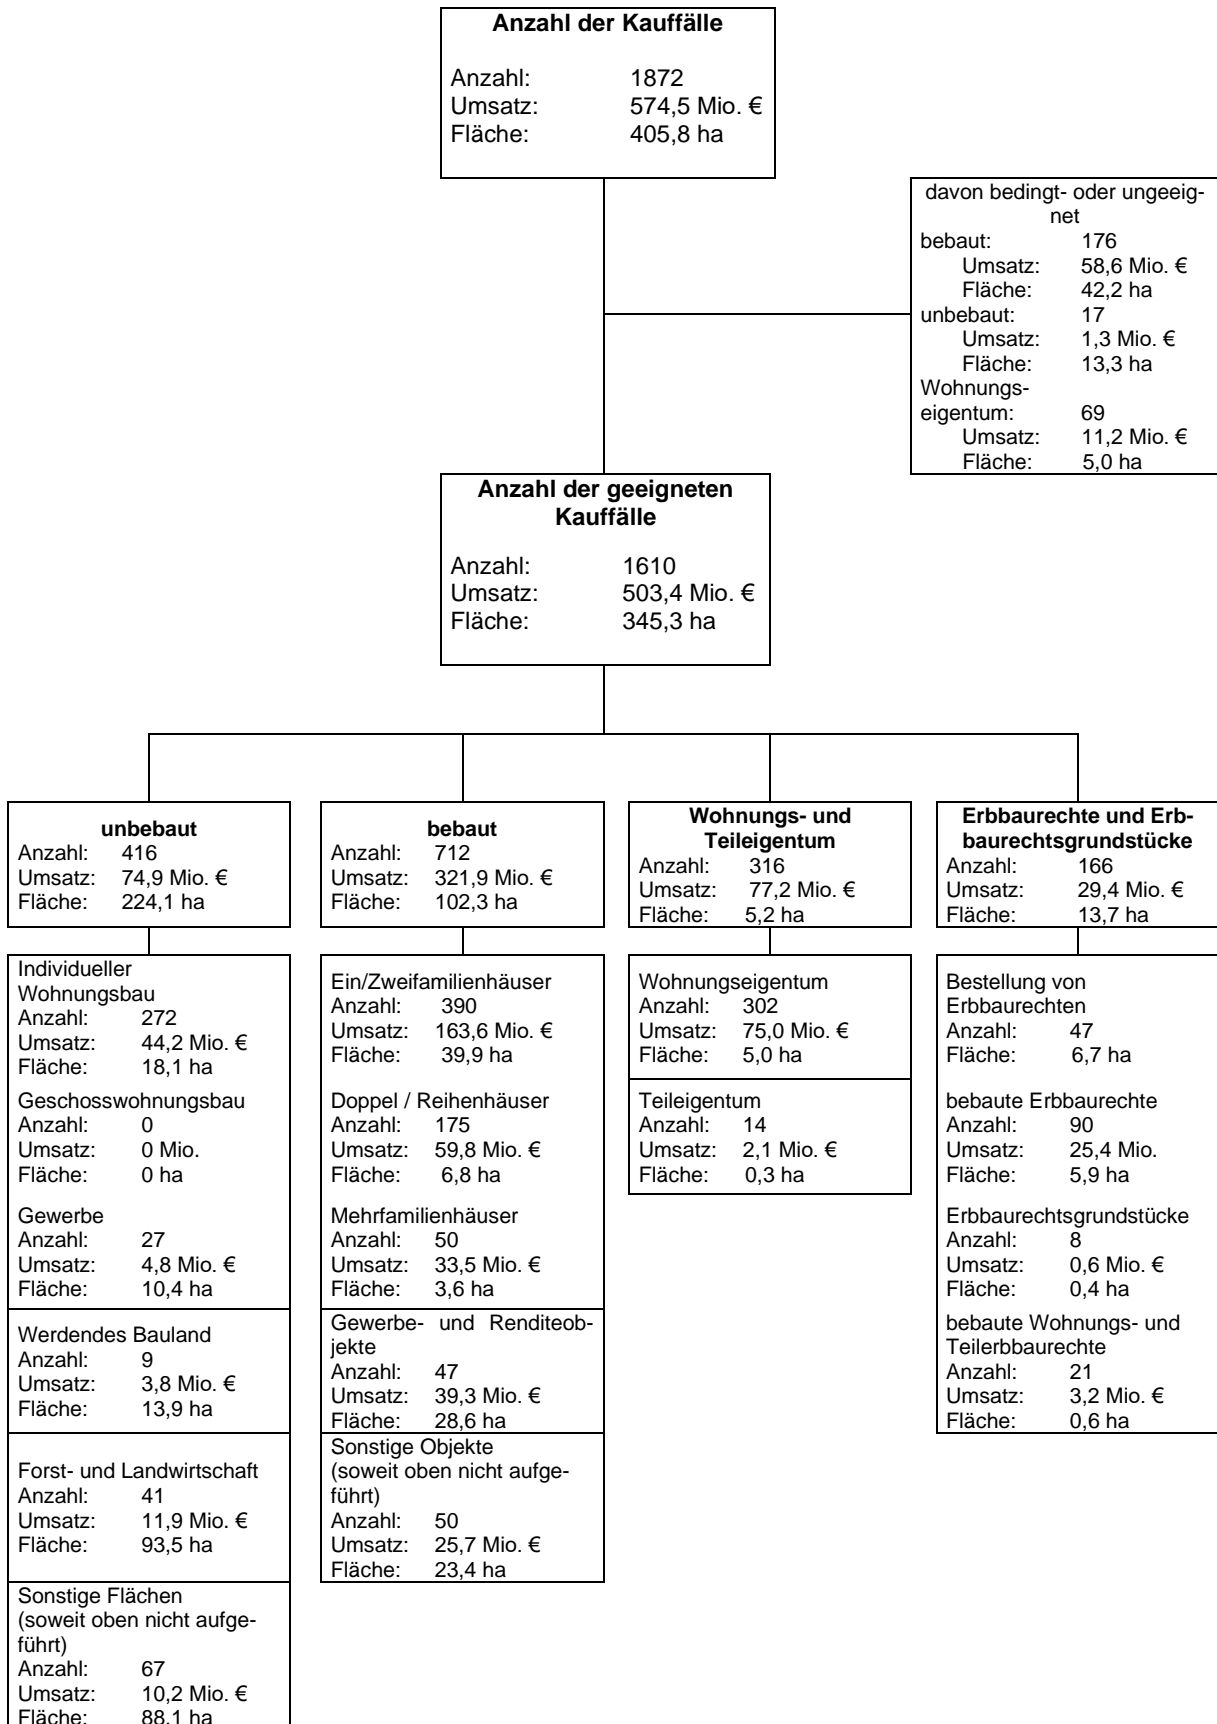 Anzahl der Kauffälle
Anzahl: 1872
Umsatz: 574,5 Mio. €
Fläche: 405,8 ha
davon bedingt- oder ungeeig-
net
bebaut: 176
Umsatz: 58,6 Mio. €
Fläche: 42,2 ha
unbebaut: 17
Umsatz: 1,3 Mio. €
Fläche: 13,3 ha
Wohnungs-
eigentum: 69
Umsatz: 11,2 Mio. €
Fläche: 5,0 ha
Anzahl der geeigneten
Kauffälle
Anzahl: 1610
Umsatz: 503,4 Mio. €
Fläche: 345,3 ha
unbebaut
Anzahl: 416
Umsatz: 74,9 Mio. €
Fläche: 224,1 ha
bebaut
Anzahl: 712
Umsatz: 321,9 Mio. €
Fläche: 102,3 ha
Wohnungs- und
Teileigentum
Anzahl: 316
Umsatz: 77,2 Mio. €
Fläche: 5,2 ha
Erbbaurechte und Erb-
baurechtsgrundstücke
Anzahl: 166
Umsatz: 29,4 Mio. €
Fläche: 13,7 ha
Individueller
Wohnungsbau
Anzahl: 272
Umsatz: 44,2 Mio. €
Fläche: 18,1 ha
Geschosswohnungsbau
Anzahl: 0
Umsatz: 0 Mio.
Fläche: 0 ha
Gewerbe
Anzahl: 27
Umsatz: 4,8 Mio. €
Fläche: 10,4 ha
Werdendes Bauland
Anzahl: 9
Umsatz: 3,8 Mio. €
Fläche: 13,9 ha
Forst- und Landwirtschaft
Anzahl: 41
Umsatz: 11,9 Mio. €
Fläche: 93,5 ha
Sonstige Flächen
(soweit oben nicht aufge-
führt)
Anzahl: 67
Umsatz: 10,2 Mio. €
Fläche: 88,1 ha
Ein/Zweifamilienhäuser
Anzahl: 390
Umsatz: 163,6 Mio. €
Fläche: 39,9 ha
Doppel / Reihenhäuser
Anzahl: 175
Umsatz: 59,8 Mio. €
Fläche: 6,8 ha
Mehrfamilienhäuser
Anzahl: 50
Umsatz: 33,5 Mio. €
Fläche: 3,6 ha
Gewerbe- und Renditeob-
jekte
Anzahl: 47
Umsatz: 39,3 Mio. €
Fläche: 28,6 ha
Sonstige Objekte
(soweit oben nicht aufge-
führt)
Anzahl: 50
Umsatz: 25,7 Mio. €
Fläche: 23,4 ha
Wohnungseigentum
Anzahl: 302
Umsatz: 75,0 Mio. €
Fläche: 5,0 ha
Teileigentum
Anzahl: 14
Umsatz: 2,1 Mio. €
Fläche: 0,3 ha
Bestellung von
Erbbaurechten
Anzahl: 47
Fläche: 6,7 ha
bebaute Erbbaurechte
Anzahl: 90
Umsatz: 25,4 Mio.
Fläche: 5,9 ha
Erbbaurechtsgrundstücke
Anzahl: 8
Umsatz: 0,6 Mio. €
Fläche: 0,4 ha
bebaute Wohnungs- und
Teilerbbaurechte
Anzahl: 21
Umsatz: 3,2 Mio. €
Fläche: 0,6 ha